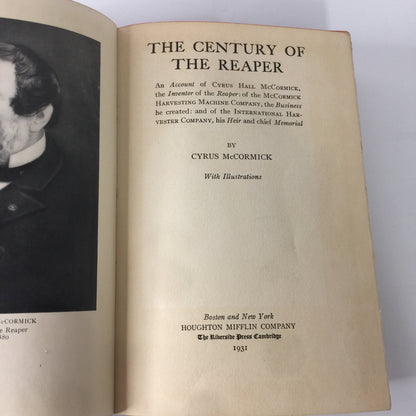 THE CENTURY OF
THE REAPER
An Account of CYRUS HALL MCCORMICK,
the Inventor of the Reaper: of the MCCORMICK
HARVESTING MACHINE COMPANY, the Business
he created: and of the INTERNATIONAL HAR-
VESTER COMPANY, his Heir and chief Memorial
BY
CYRUS McCORMICK
With Illustrations
Boston and New York
HOUGHTON MIFFLIN COMPANY
The Riverside Press Cambridge
1931
McCORMICK
Reaper